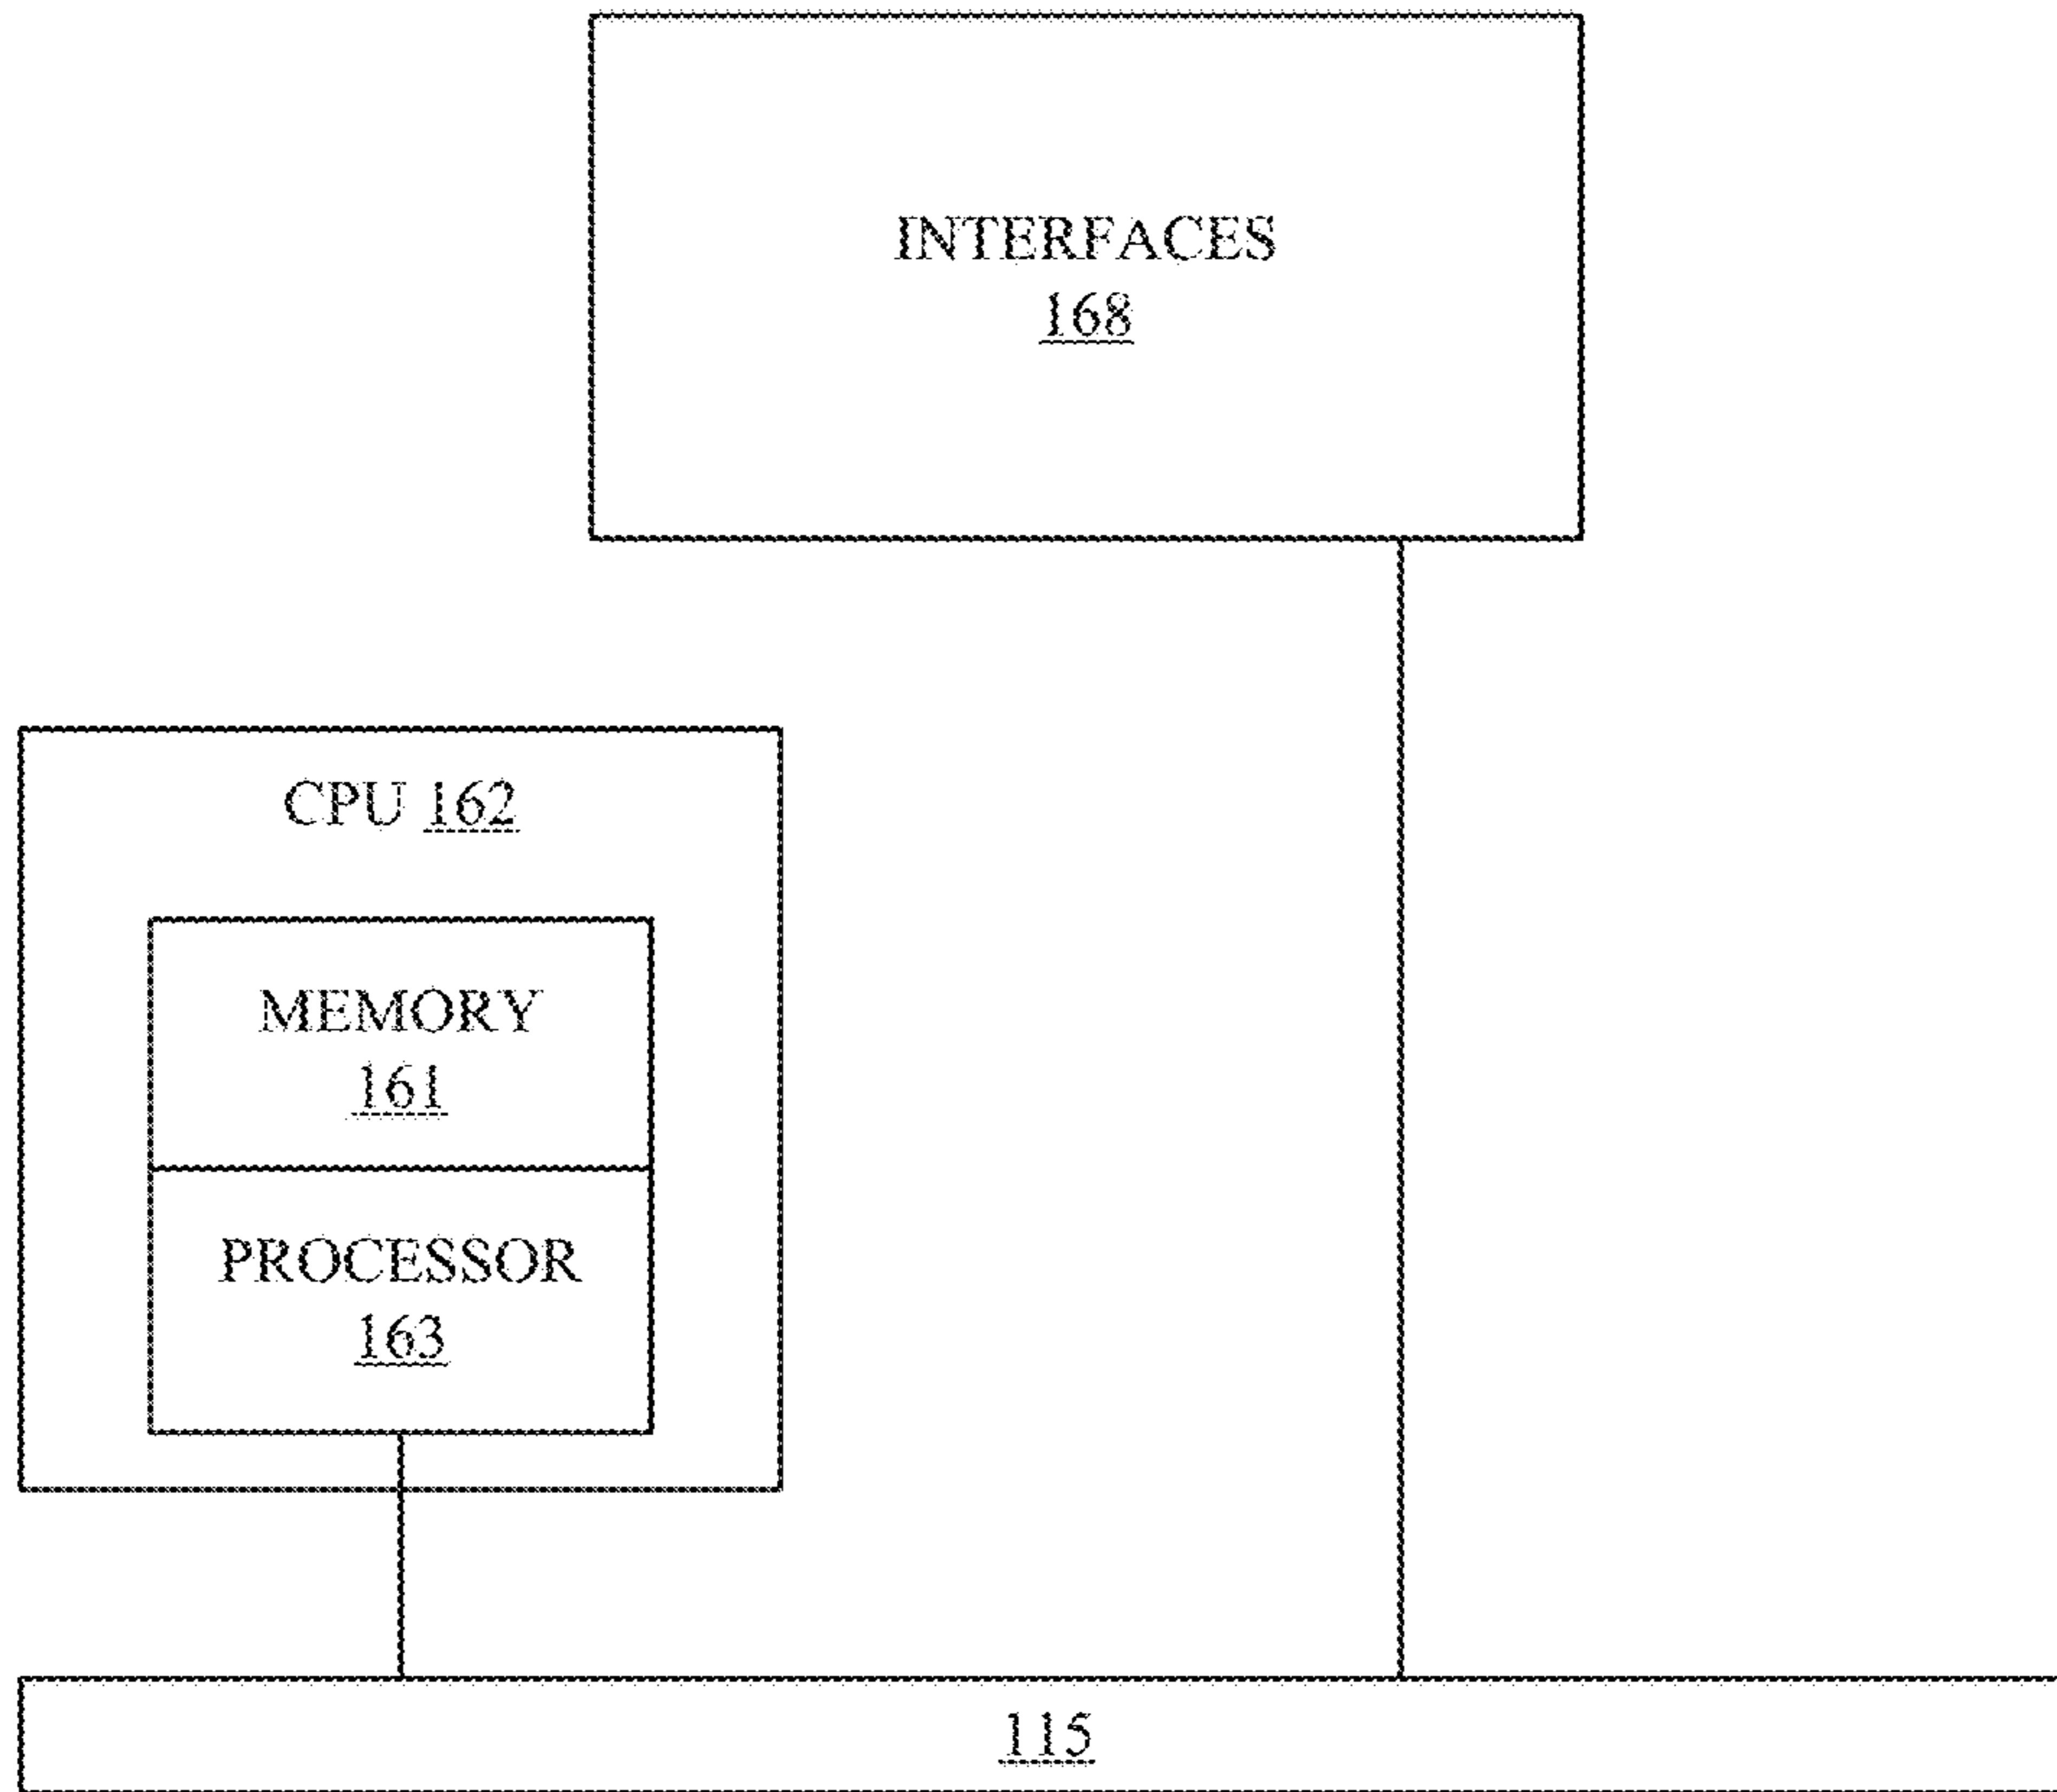 INTERFACES
168
CPU 162
MEMORY
161
PROCESSOR
163
115